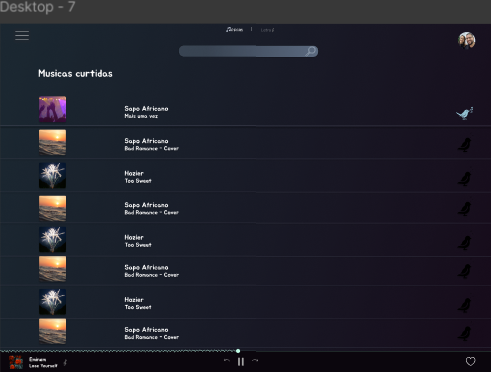 Desktop - 7
Musicas curtidas
Sapo Africano
Mais uma vez
Sapo Africano
Bad Romance - Cover
Hozier
Too Sweet
Sapo Africano
Bad Romance - Cover
Hozier
Too Sweet
Sapo Africano
Bad Romance - Cover
Hozier
Too Sweet
Sapo Africano
Bad Romance - Cover
Eminem
Lose Yourself